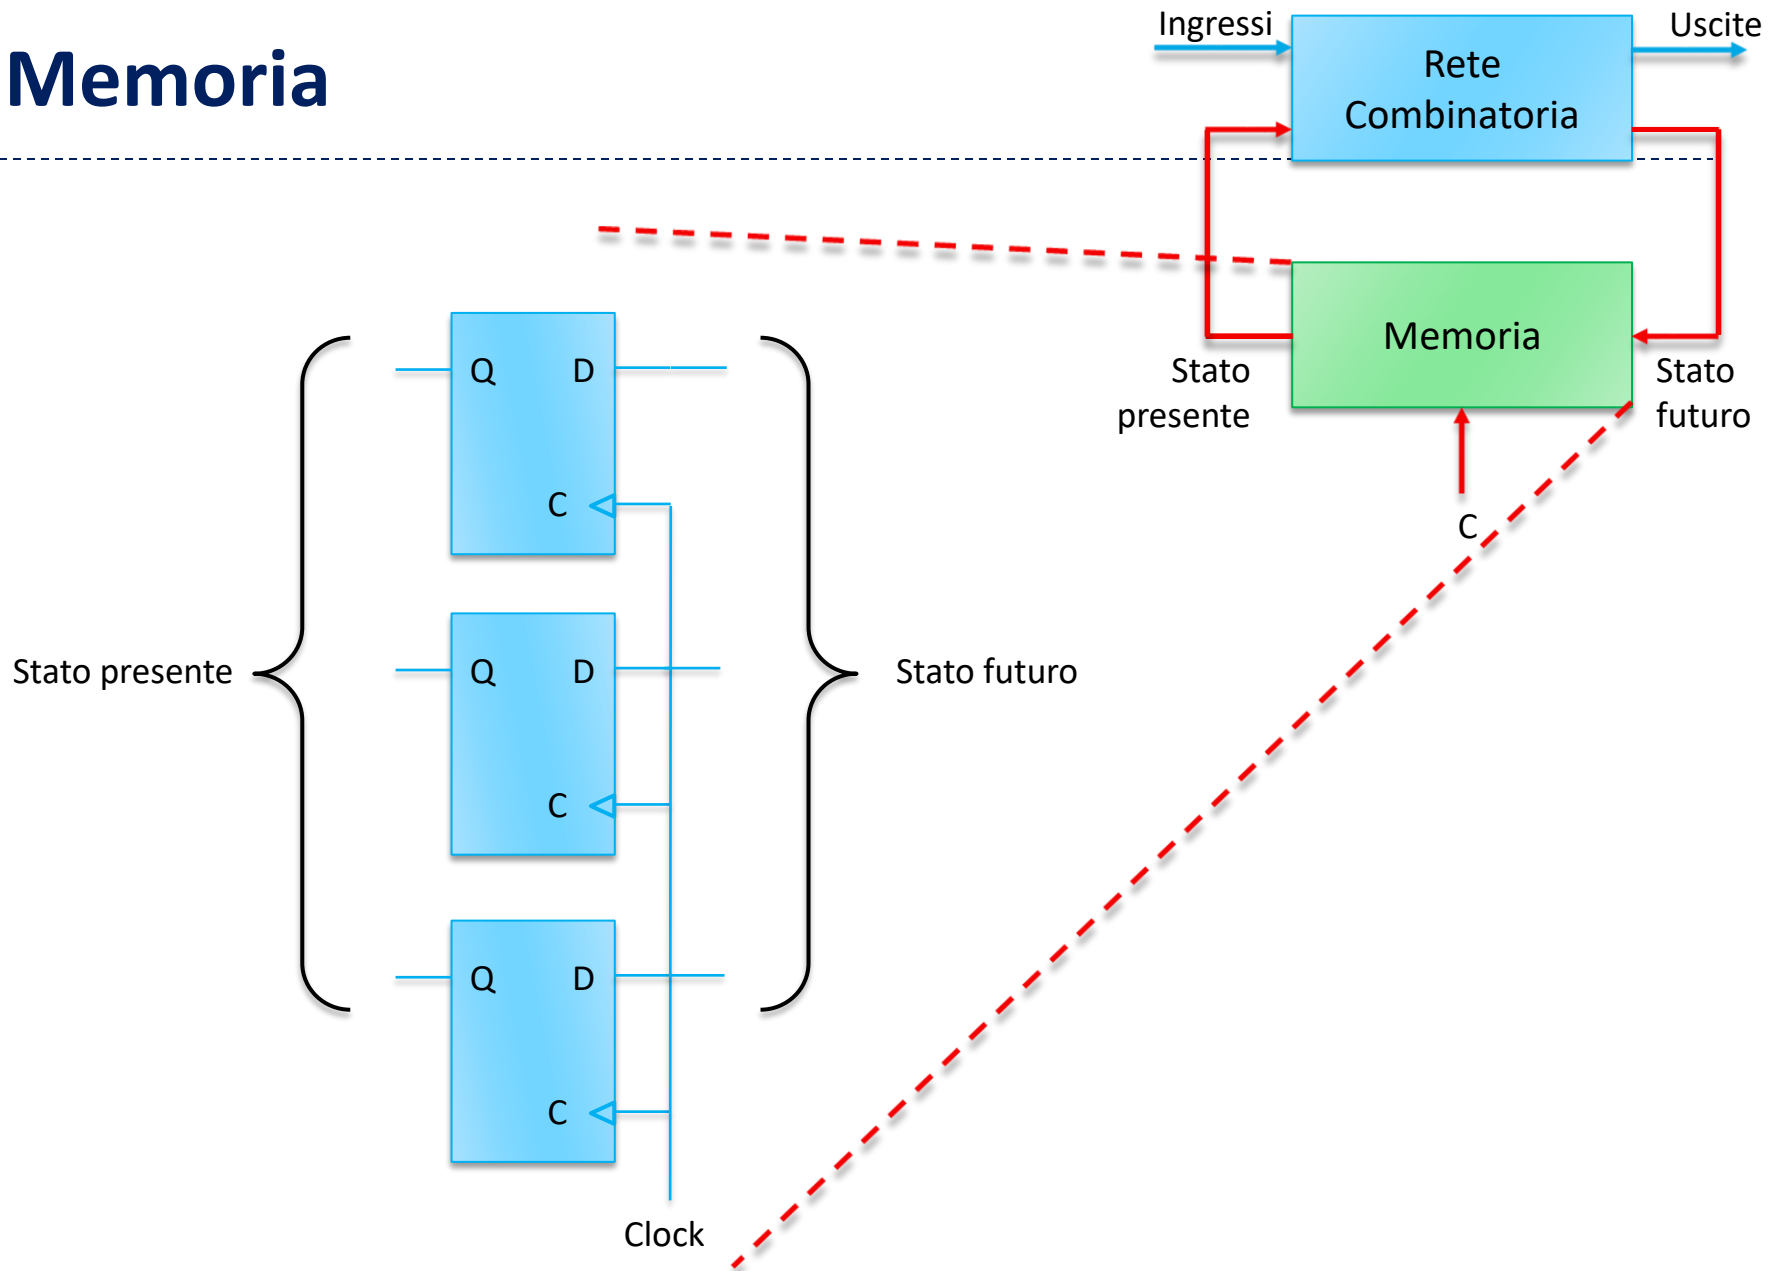 Memoria
Ingressi
Uscite
Rete
Combinatoria
Memoria
Stato
presente
Stato
futuro
C
Q D
C
Stato presente
Q D
Stato futuro
C
Q D
C
Clock